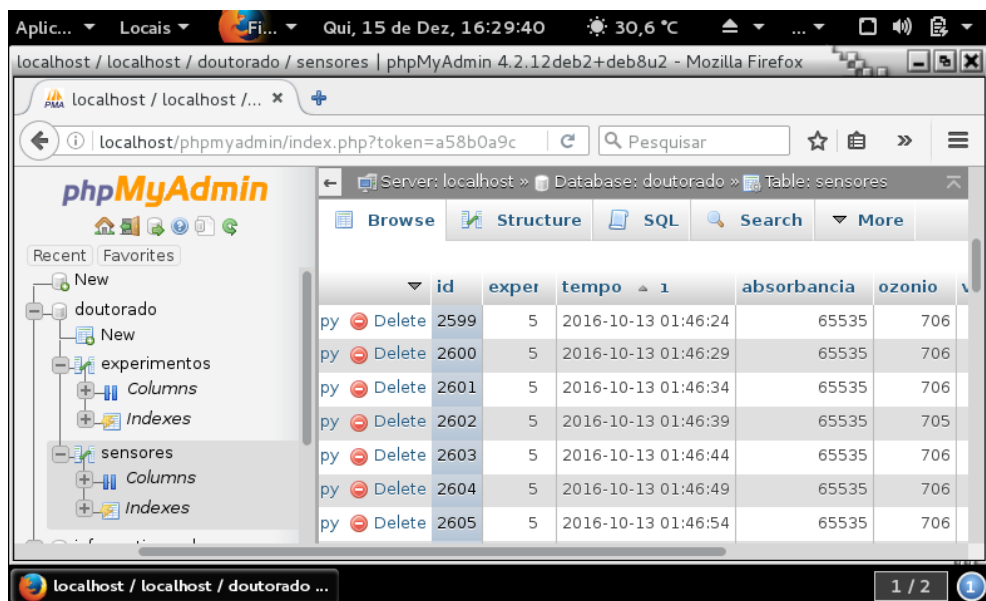 Aplic... Locais Fi... Qui, 15 de Dez, 16:29:40 30,6 °C ...
localhost / localhost / doutorado / sensores | phpMyAdmin 4.2.12deb2+deb8u2 - Mozilla Firefox
localhost / localhost /...
localhost/phpmyadmin/index.php?token=a58b0a9c Pesquisar
phpMyAdmin
Recent Favorites
New
doutorado
New
experimentos
Columns
Indexes
sensores
Columns
Indexes
Server: localhost » Database: doutorado » Table: sensores
Browse Structure SQL Search More
id exper tempo 1 absorbancia ozonio
py Delete 2599 5 2016-10-13 01:46:24 65535 706
py Delete 2600 5 2016-10-13 01:46:29 65535 706
py Delete 2601 5 2016-10-13 01:46:34 65535 706
py Delete 2602 5 2016-10-13 01:46:39 65535 705
py Delete 2603 5 2016-10-13 01:46:44 65535 706
py Delete 2604 5 2016-10-13 01:46:49 65535 706
py Delete 2605 5 2016-10-13 01:46:54 65535 706
localhost / localhost / doutorado ... 1 / 2 1